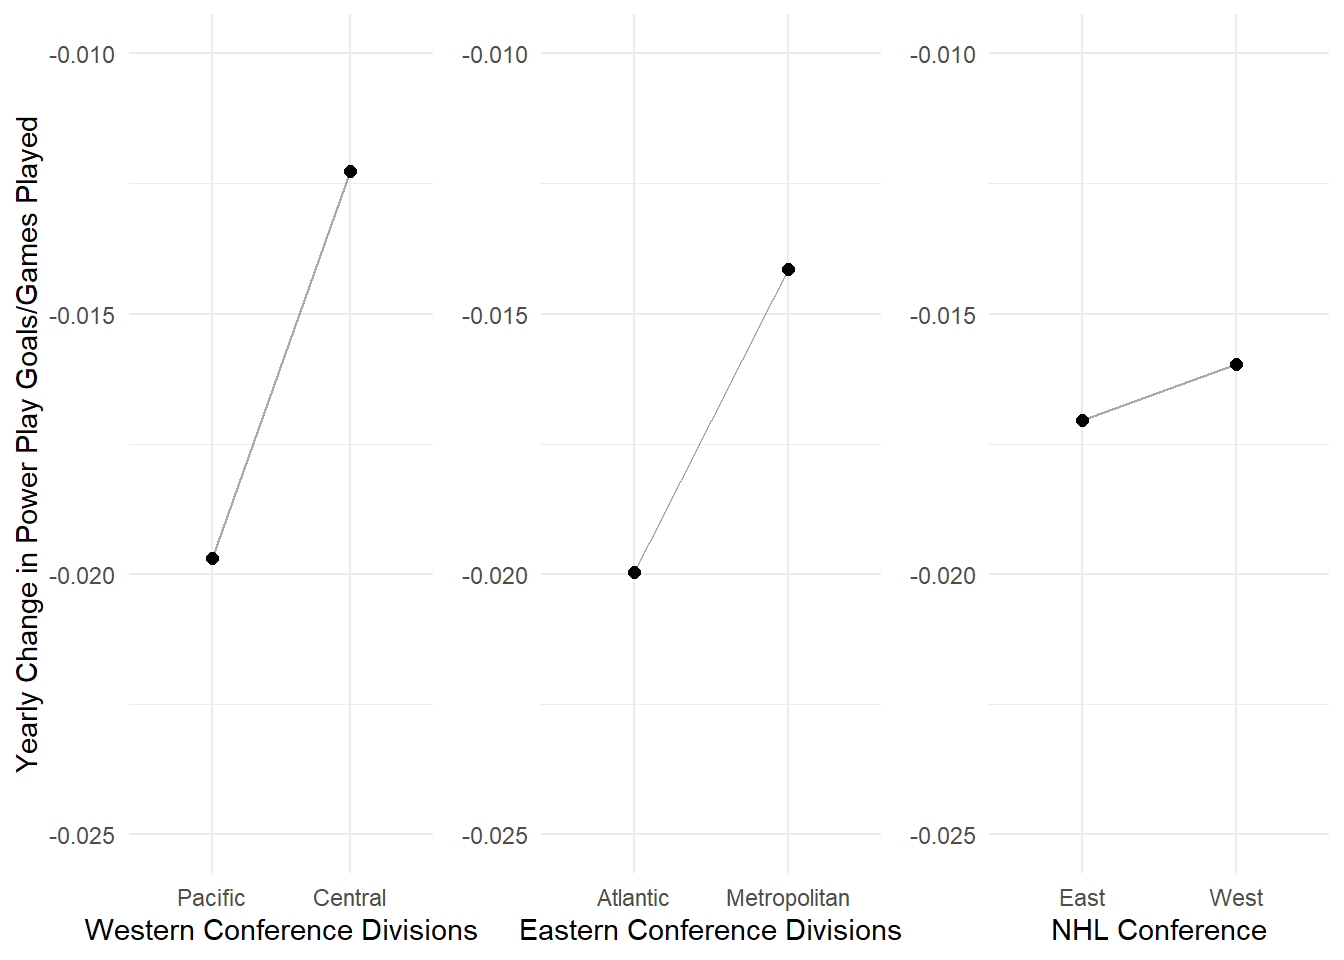 Yearly Change in Power Play Goals/Games Played
-0.010
-0.015
-0.020
-0.025
Pacific
Central
Western Conference Divisions
-0.010
-0.015
-0.020
-0.025
Atlantic
Metropolitan
Eastern Conference Divisions
-0.010
-0.015
-0.020
-0.025
East
West
NHL Conference